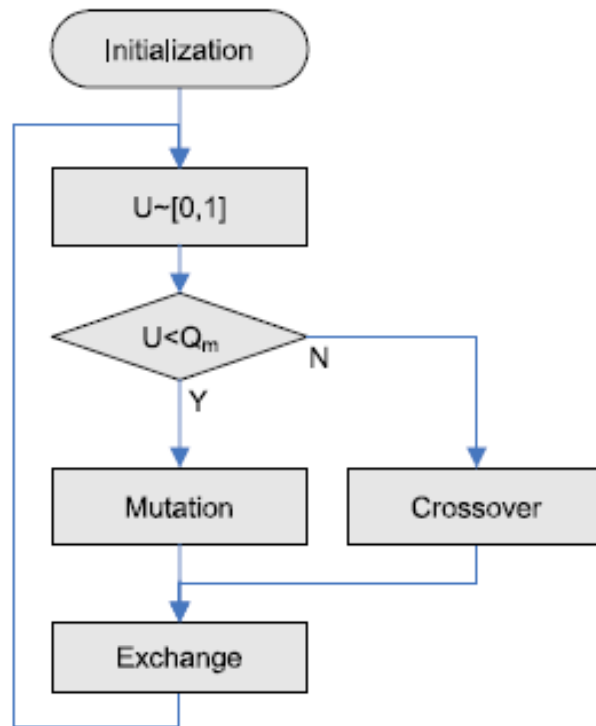 Initialization
U~[0,1]
U<Qm
N
Y
Mutation
Crossover
Exchange